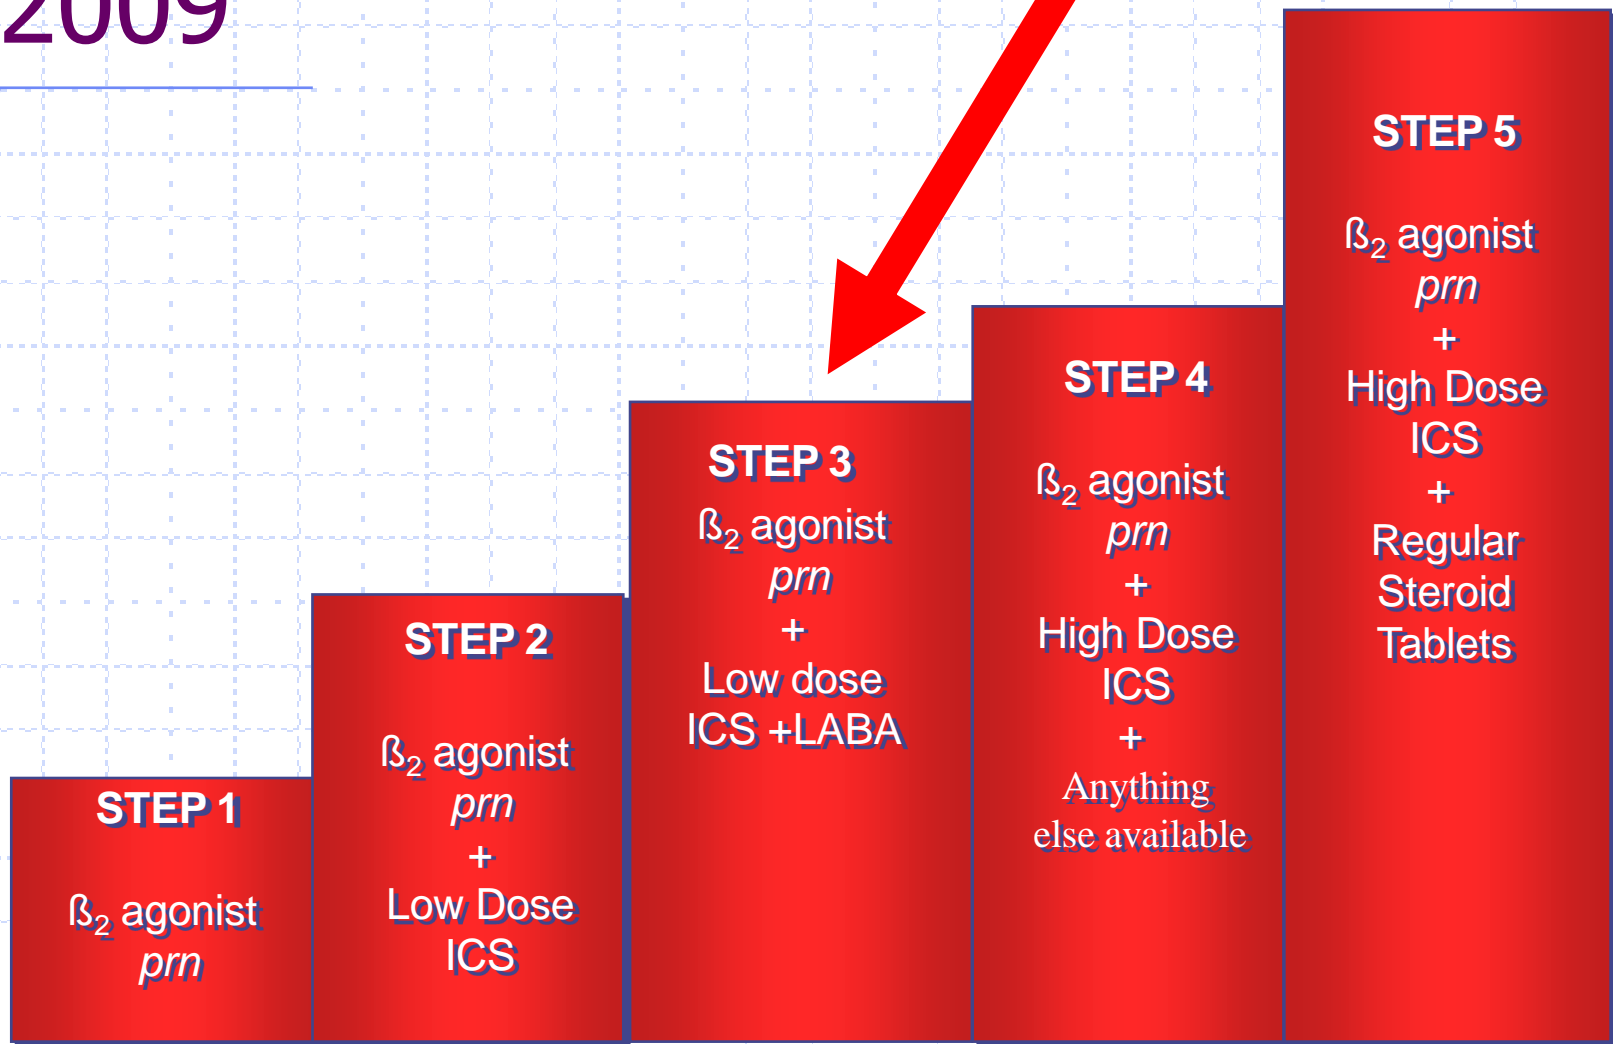 2009
STEP 1
ß2 agonist
prn
STEP 2
ß2 agonist
prn
+
Low Dose
ICS
STEP 3
ß2 agonist
prn
+
Low dose
ICS +LABA
STEP 4
ß2 agonist
prn
+
High Dose
ICS
+
Anything
else available
STEP 5
ß2 agonist
prn
+
High Dose
ICS
+
Regular
Steroid
Tablets